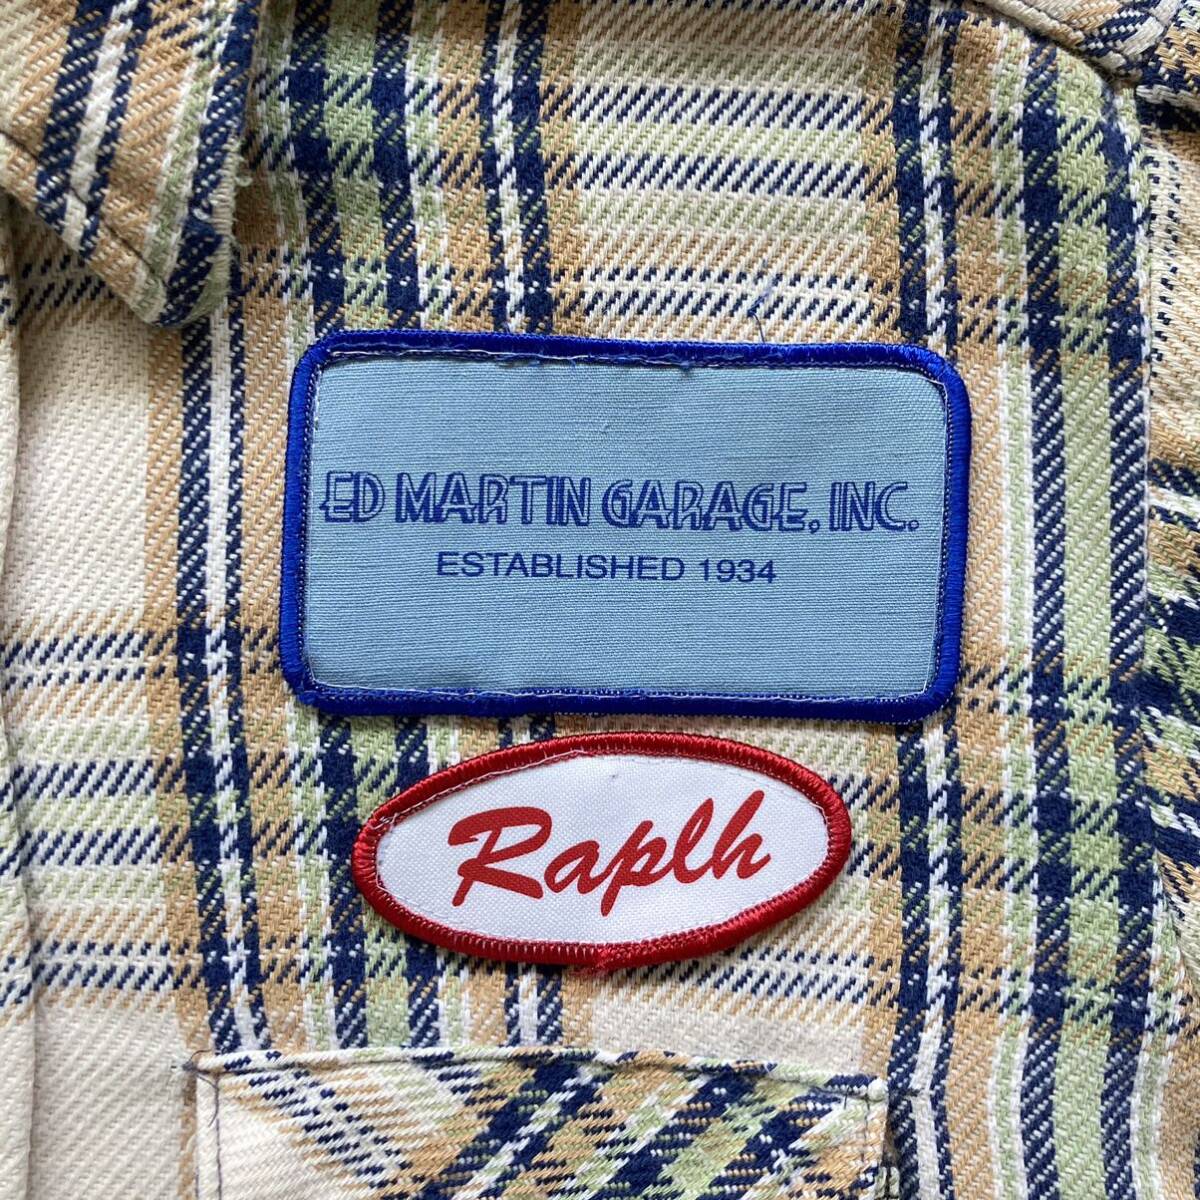 ED MARTIN GARAGE, INC.
ESTABLISHED 1934
Raplh